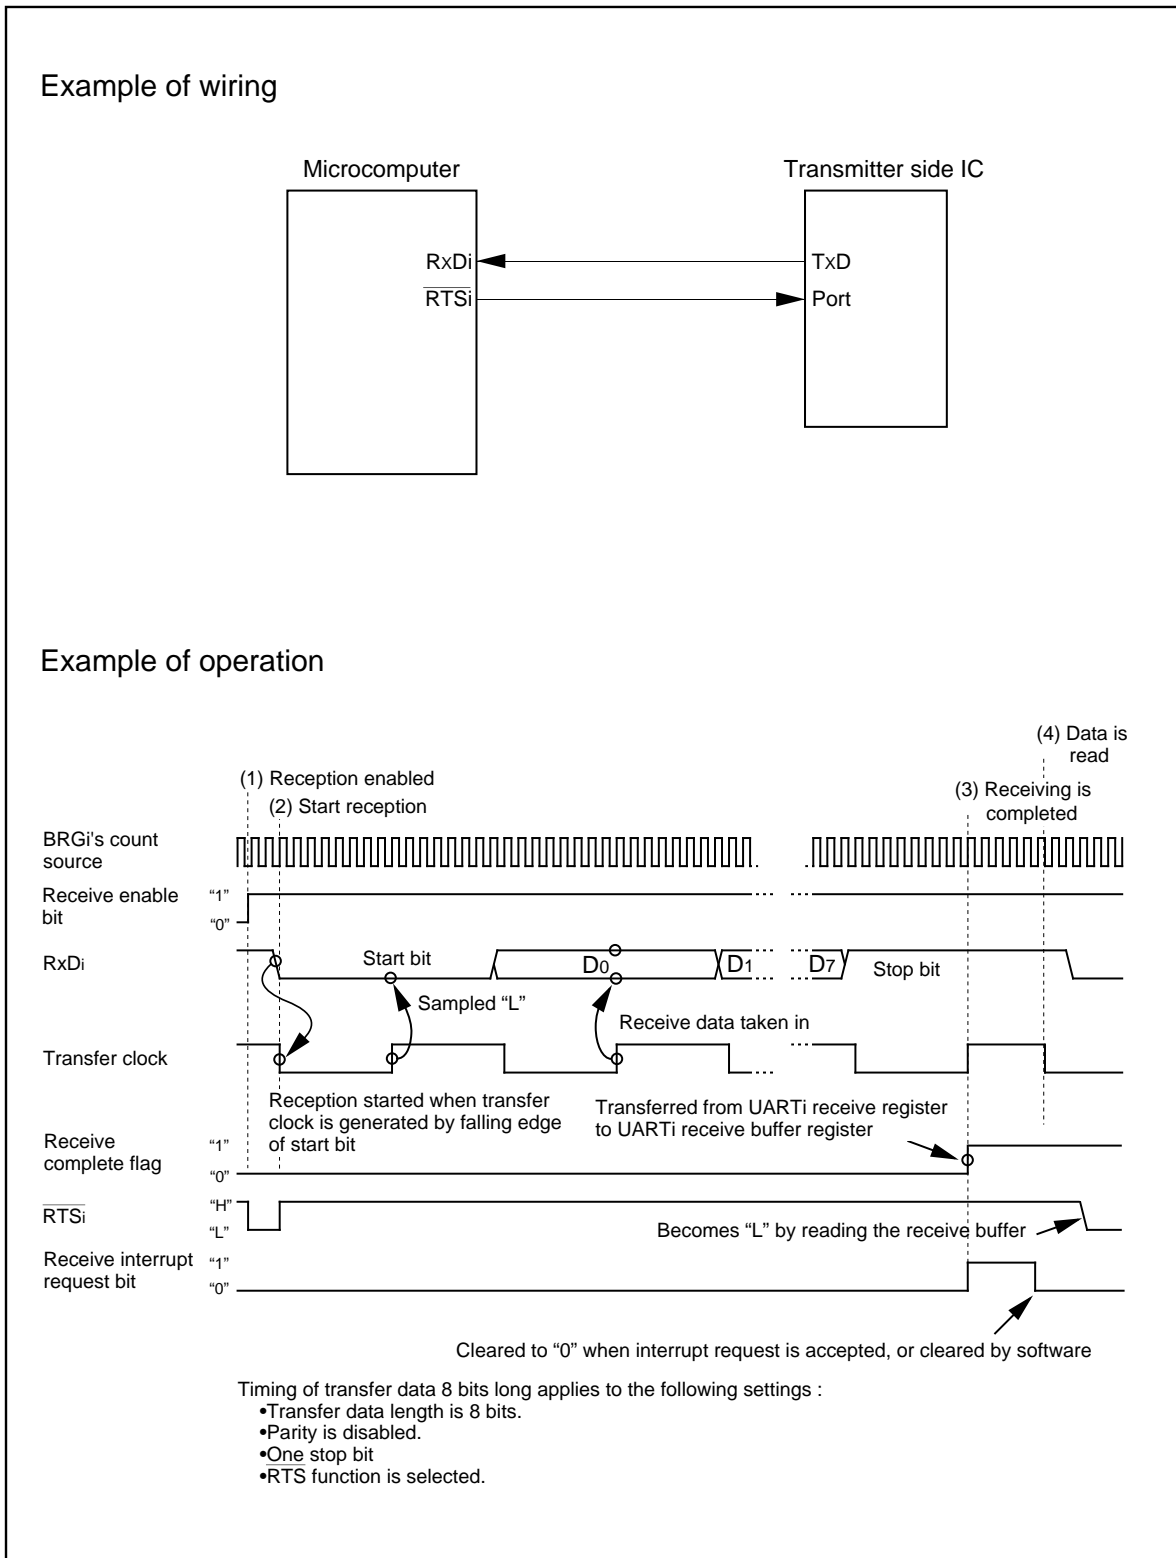 Example of wiring
Microcomputer
Transmitter side IC
RxDi
TxD
RTSi
Port
Example of operation
(4) Data is
read
(1) Reception enabled
(3) Receiving is
completed
(2) Start reception
BRGi's count
source
Receive enable
bit
“1”
“0”
RxDi
Start bit
D0
D1
D7
Stop bit
Sampled “L”
Receive data taken in
Transfer clock
Reception started when transfer
clock is generated by falling edge
of start bit
Transferred from UARTi receive register
to UARTi receive buffer register
Receive
complete flag
“1”
“0”
RTSi
“H”
“L”
Becomes “L” by reading the receive buffer
Receive interrupt
request bit
“1”
“0”
Cleared to “0” when interrupt request is accepted, or cleared by software
Timing of transfer data 8 bits long applies to the following settings :
•Transfer data length is 8 bits.
•Parity is disabled.
•One stop bit
•RTS function is selected.